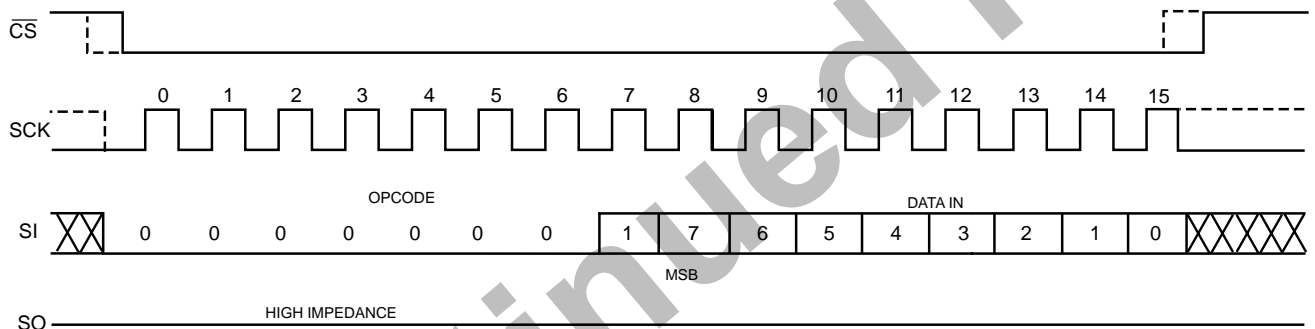 CS
0 1 2 3 4 5 6 7 8 9 10 11 12 13 14 15
SCK
OPCODE
DATA IN
SI 0 0 0 0 0 0 0 1 7 6 5 4 3 2 1 0
MSB
HIGH IMPEDANCE
SO